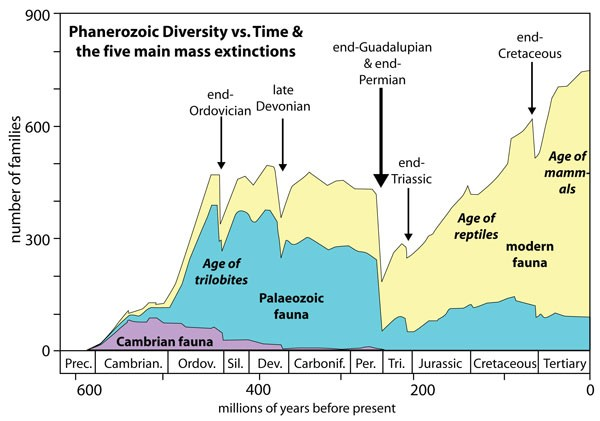 900
Phanerozoic Diversity vs. Time &
the five main mass extinctions
end-Guadalupian
& end-
Permian
end-
Cretaceous
end-
Ordovician
late
Devonian
600
end-
Triassic
Age of
mamm-
als
number of families
Age of
reptiles
300
modern
fauna
Age of
trilobites
Palaeozoic
fauna
Cambrian fauna
0
Prec. Cambrian. Ordov. Sil. Dev. Carbonif. Per. Tri. Jurassic Cretaceous Tertiary
600 400 200 0
millions of years before present